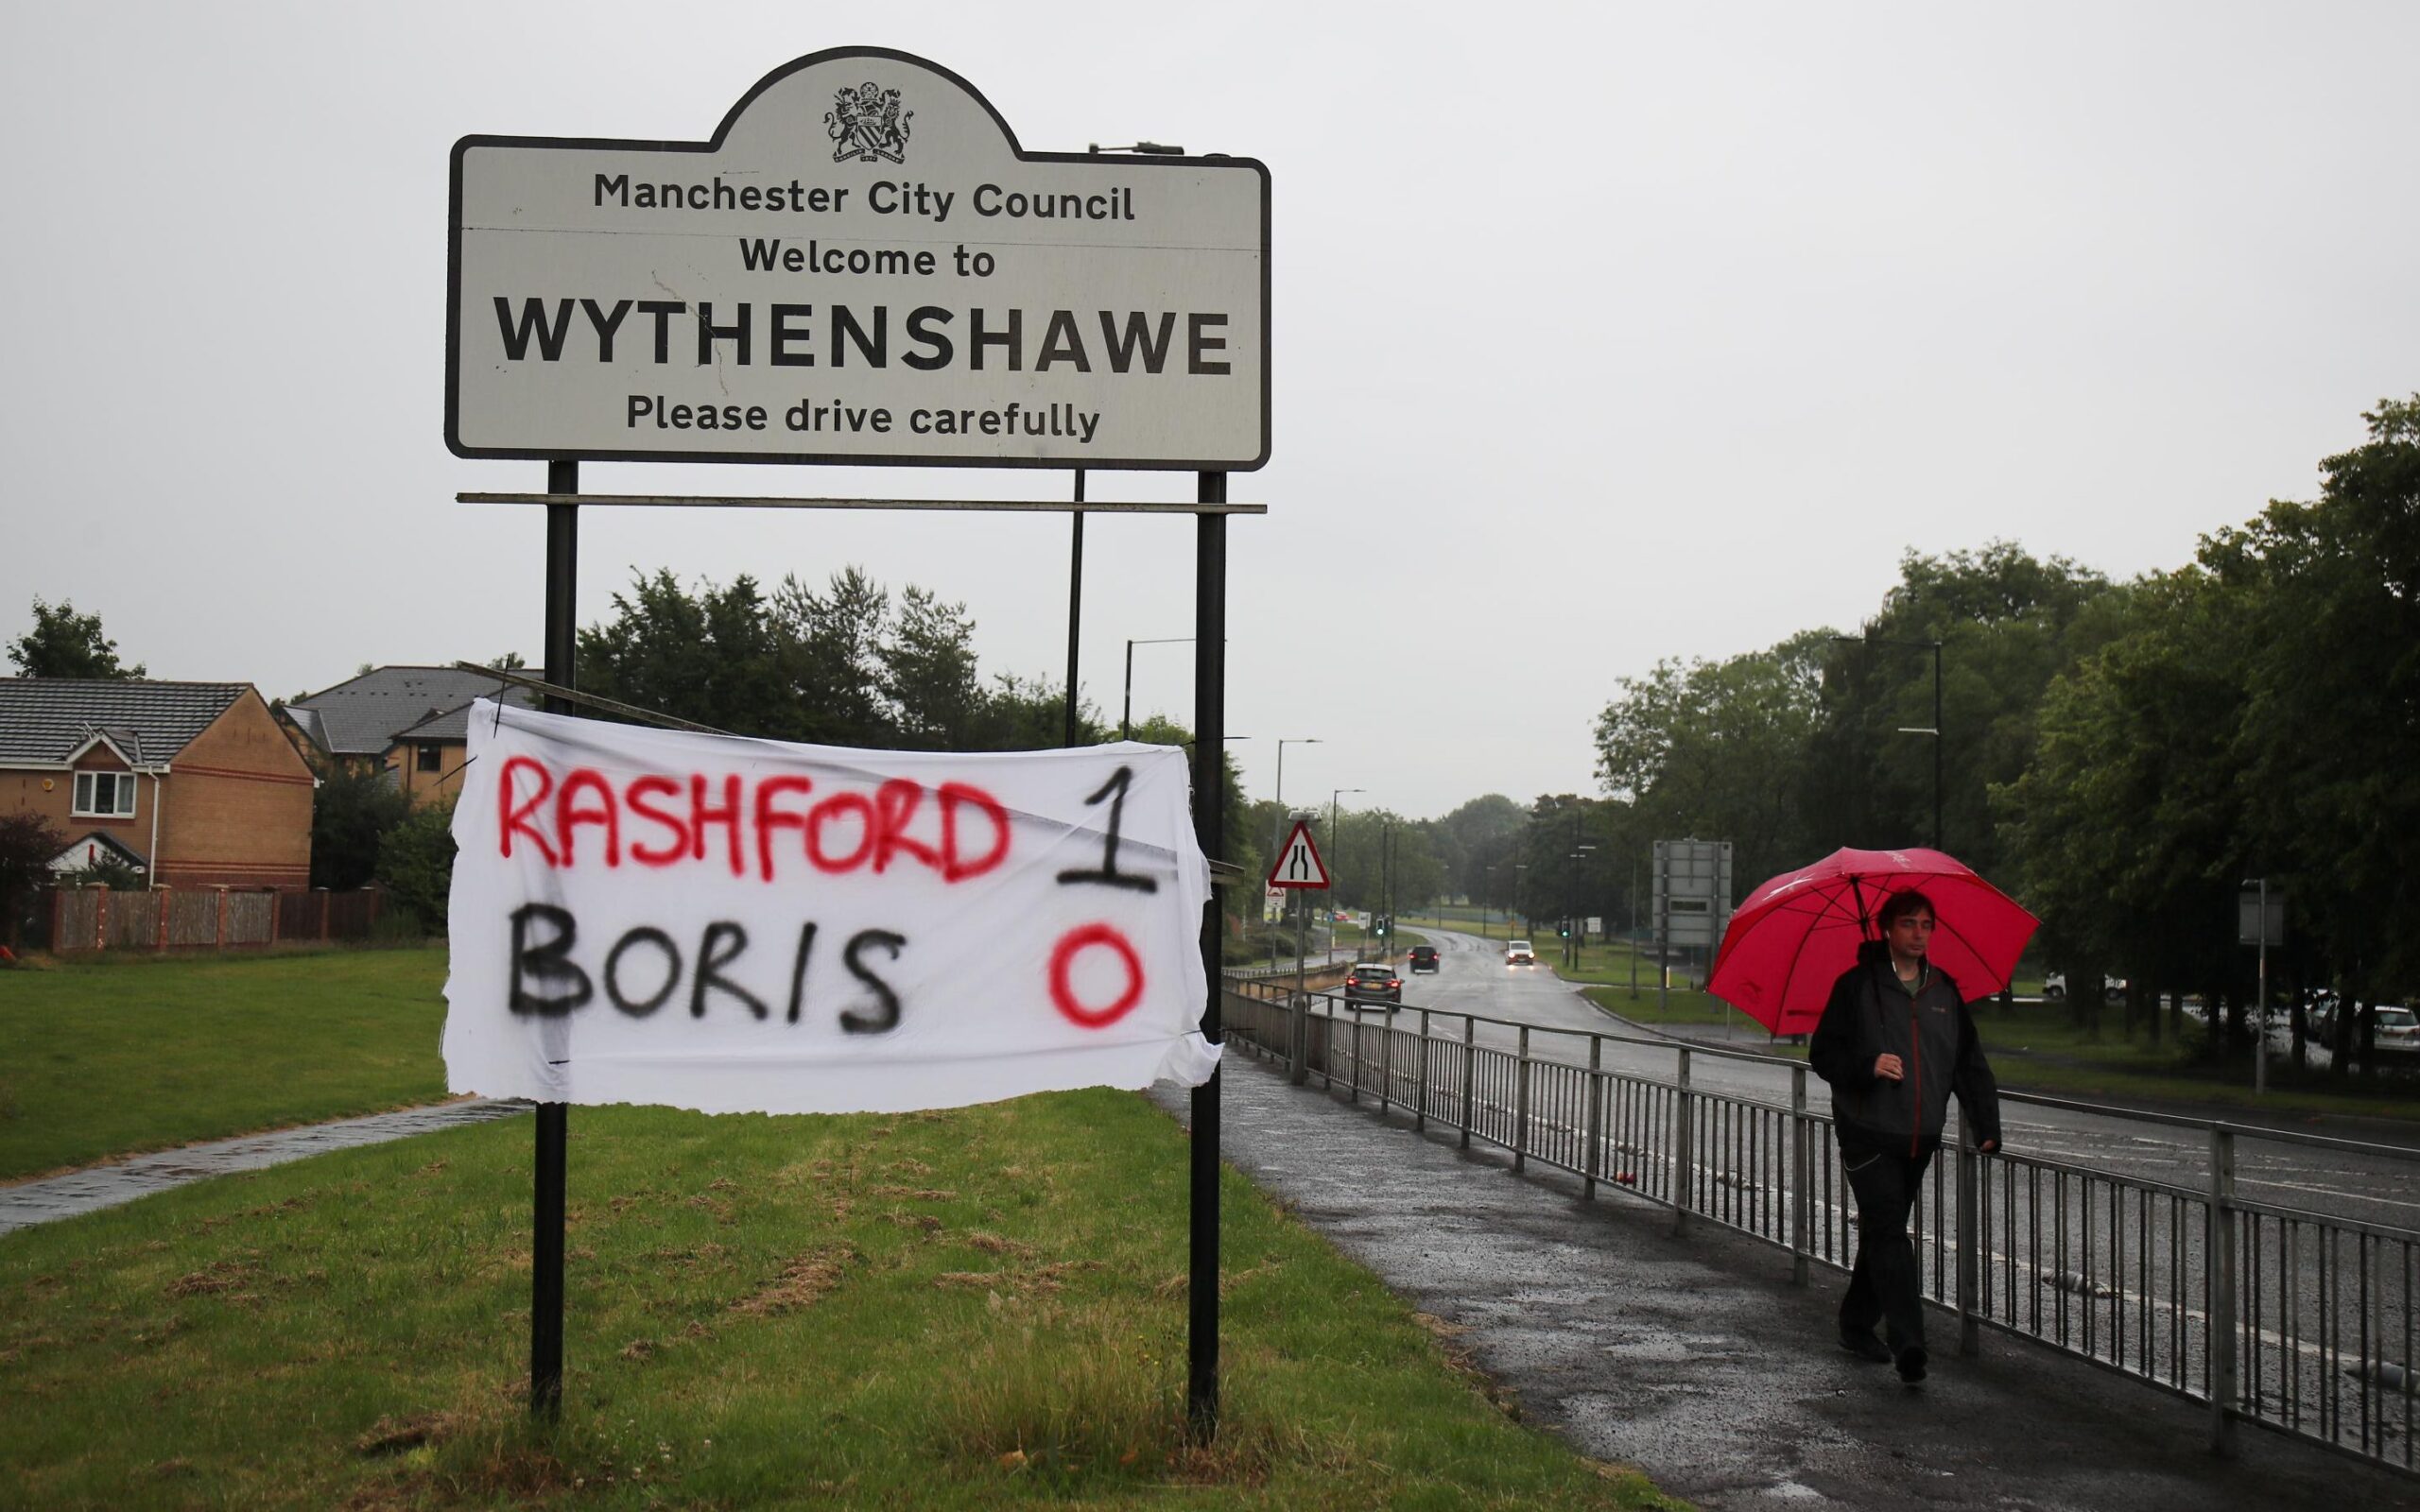 Manchester City Council
Welcome to
WYTHENSHAWE
Please drive carefully
RASHFORD 1
BORIS 0